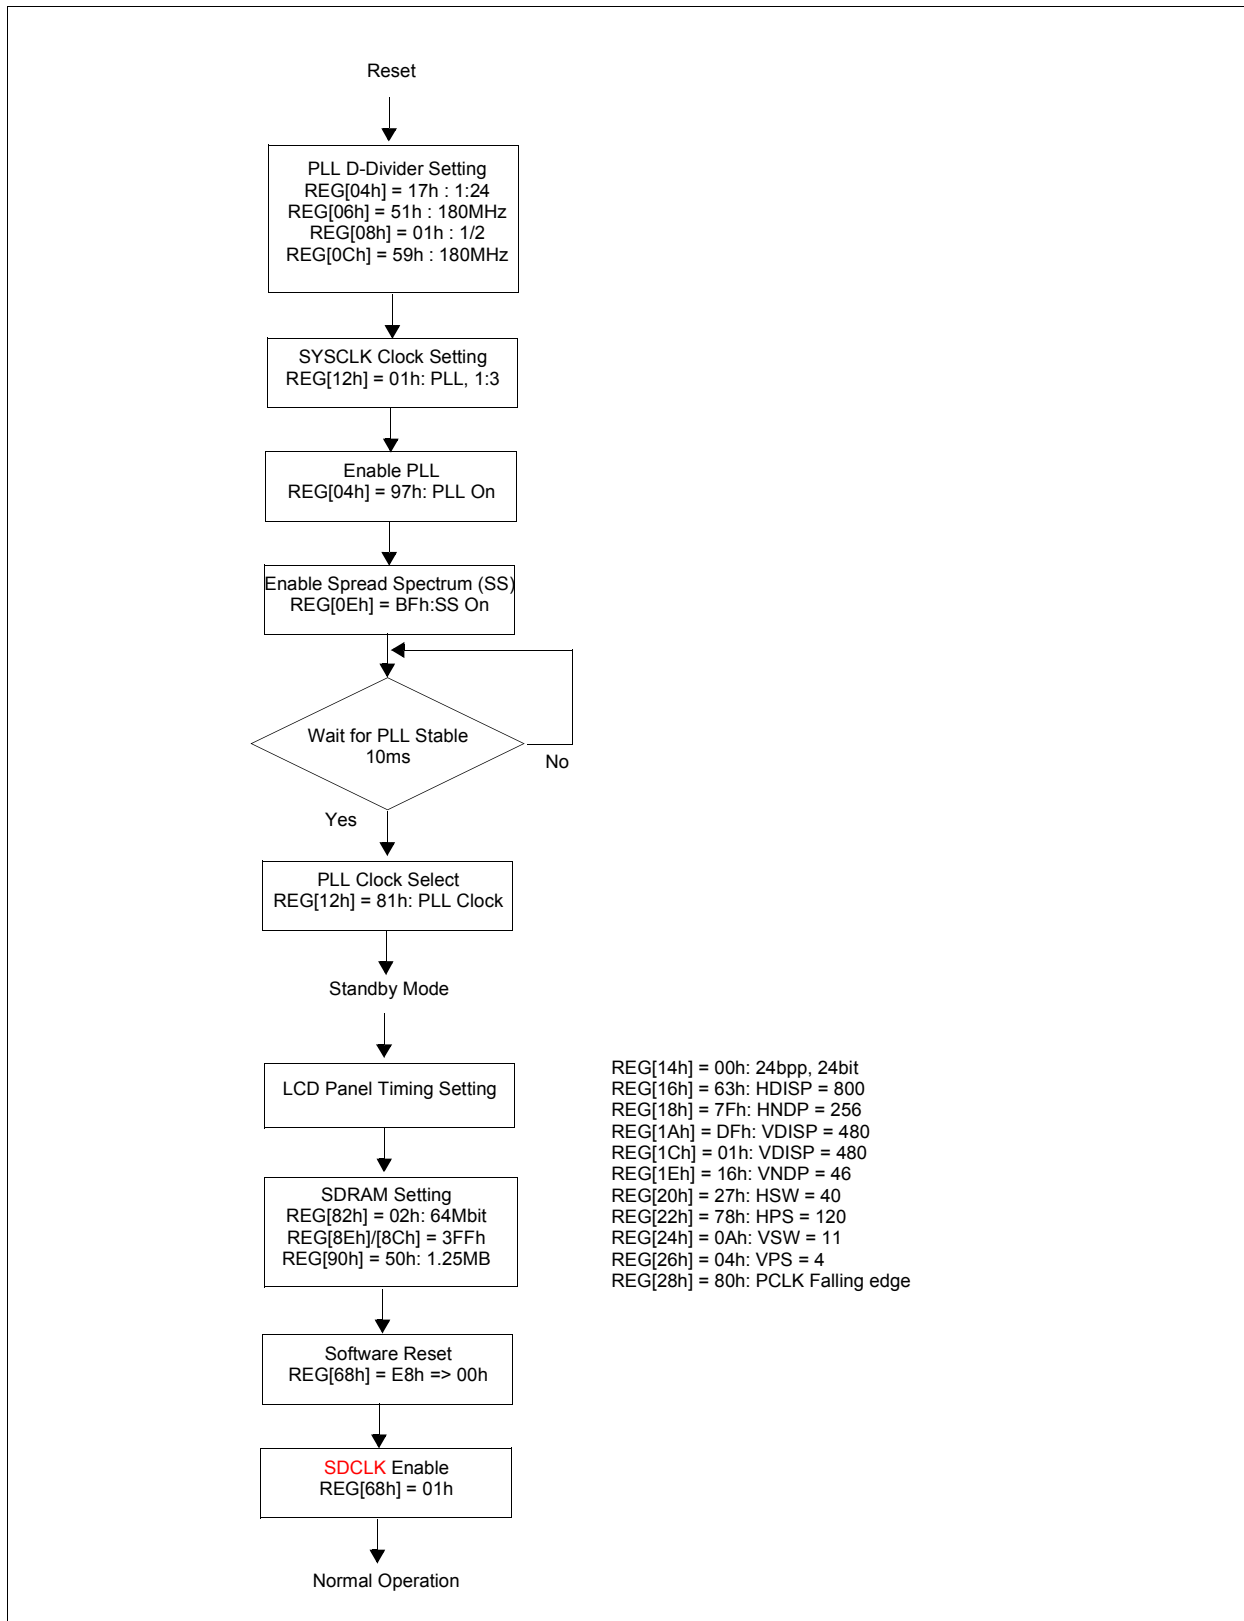 Reset
PLL D-Divider Setting
REG[04h] = 17h : 1:24
REG[06h] = 51h : 180MHz
REG[08h] = 01h : 1/2
REG[0Ch] = 59h : 180MHz
SYSCLK Clock Setting
REG[12h] = 01h: PLL, 1:3
Enable PLL
REG[04h] = 97h: PLL On
Enable Spread Spectrum (SS)
REG[0Eh] = BFh:SS On
Wait for PLL Stable
10ms
No
Yes
PLL Clock Select
REG[12h] = 81h: PLL Clock
Standby Mode
LCD Panel Timing Setting
REG[14h] = 00h: 24bpp, 24bit
REG[16h] = 63h: HDISP = 800
REG[18h] = 7Fh: HNDP = 256
REG[1Ah] = DFh: VDISP = 480
REG[1Ch] = 01h: VDISP = 480
REG[1Eh] = 16h: VNDP = 46
REG[20h] = 27h: HSW = 40
REG[22h] = 78h: HPS = 120
REG[24h] = 0Ah: VSW = 11
REG[26h] = 04h: VPS = 4
REG[28h] = 80h: PCLK Falling edge
SDRAM Setting
REG[82h] = 02h: 64Mbit
REG[8Eh]/[8Ch] = 3FFh
REG[90h] = 50h: 1.25MB
Software Reset
REG[68h] = E8h => 00h
SDCLK Enable
REG[68h] = 01h
Normal Operation